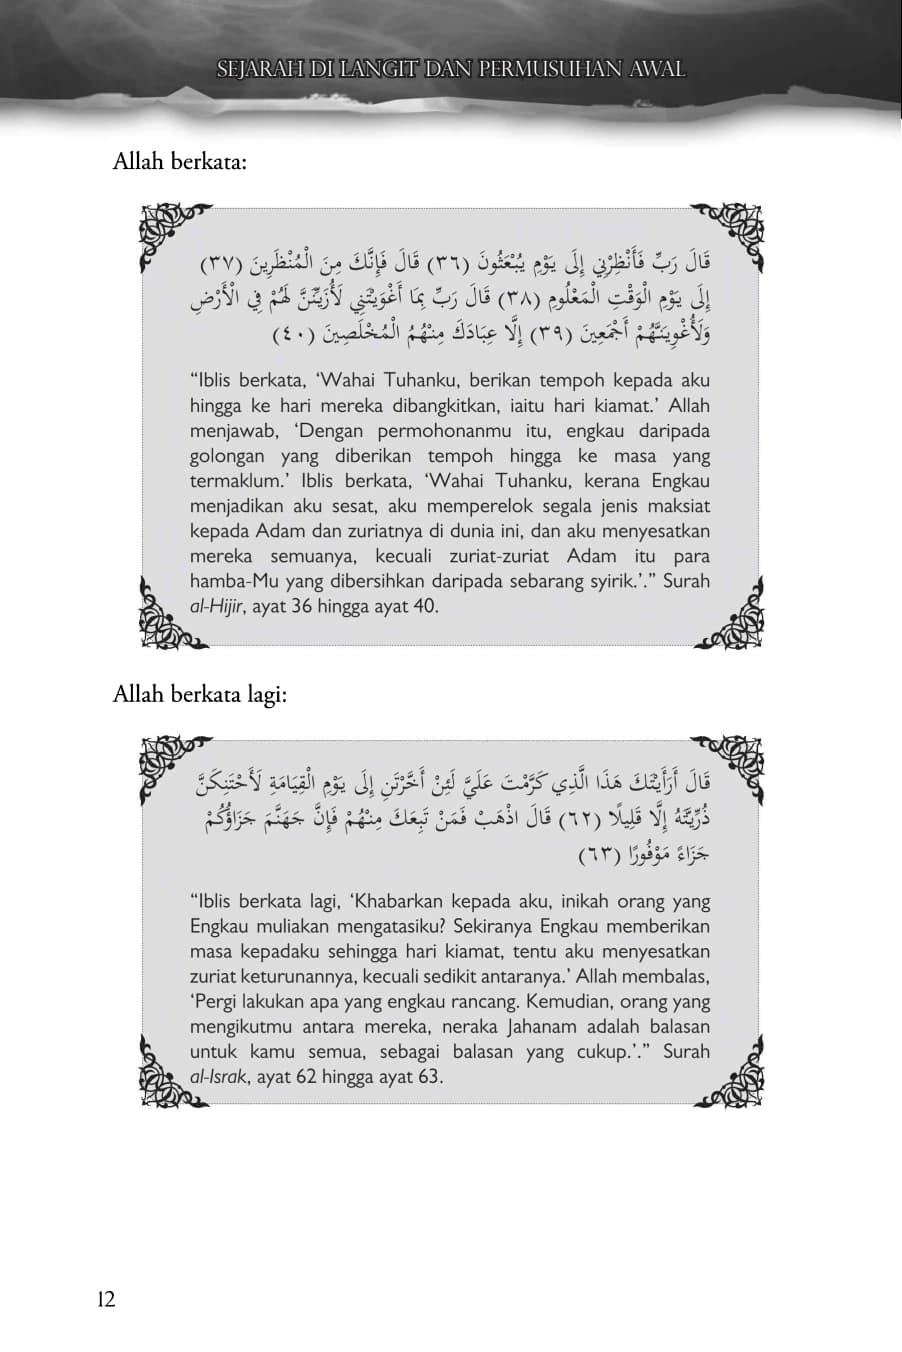 SEJARAH DI LANGIT DAN PERMUSUHAN AWAL
Allah berkata:
قَالَ رَبِّ فَأَنْظِرْنِي إِلَى يَوْمِ يُبْعَثُونَ (٣٦) قَالَ فَإِنَّكَ مِنَ الْمُنْظَرِينَ (٣٧)
إِلَى يَوْمِ الْوَقْتِ الْمَعْلُومِ (٣٨) قَالَ رَبِّ بِمَا أَغْوَيْتَنِي لَأُزَيِّنَنَّ لَهُمْ فِي الْأَرْضِ
وَلَأُغْوِيَنَّهُمْ أَجْمَعِينَ (٣٩) إِلَّا عِبَادَكَ مِنْهُمُ الْمُخْلَصِينَ (٤٠)
“Iblis berkata, ‘Wahai Tuhanku, berikan tempoh kepada aku
hingga ke hari mereka dibangkitkan, iaitu hari kiamat.’ Allah
menjawab, ‘Dengan permohonanmu itu, engkau daripada
golongan yang diberikan tempoh hingga ke masa yang
termaklum.’ Iblis berkata, ‘Wahai Tuhanku, kerana Engkau
menjadikan aku sesat, aku memperelok segala jenis maksiat
kepada Adam dan zuriatnya di dunia ini, dan aku menyesatkan
mereka semuanya, kecuali zuriat-zuriat Adam itu para
hamba-Mu yang dibersihkan daripada sebarang syirik.’.” Surah
al-Hijir, ayat 36 hingga ayat 40.
Allah berkata lagi:
قَالَ أَرَأَيْتَكَ هَذَا الَّذِي كَرَّمْتَ عَلَيَّ لَئِنْ أَخَّرْتَنِ إِلَى يَوْمِ الْقِيَامَةِ لَأَحْتَنِكَنَّ
ذُرِّيَّتَهُ إِلَّا قَلِيلًا (٦٢) قَالَ اذْهَبْ فَمَنْ تَبِعَكَ مِنْهُمْ فَإِنَّ جَهَنَّمَ جَزَاؤُكُمْ
جَزَاءً مَوْفُورًا (٦٣)
“Iblis berkata lagi, ‘Khabarkan kepada aku, inikah orang yang
Engkau muliakan mengatasiku? Sekiranya Engkau memberikan
masa kepadaku sehingga hari kiamat, tentu aku menyesatkan
zuriat keturunannya, kecuali sedikit antaranya.’ Allah membalas,
‘Pergi lakukan apa yang engkau rancang. Kemudian, orang yang
mengikutmu antara mereka, neraka Jahanam adalah balasan
untuk kamu semua, sebagai balasan yang cukup.’.” Surah
al-Israk, ayat 62 hingga ayat 63.
12